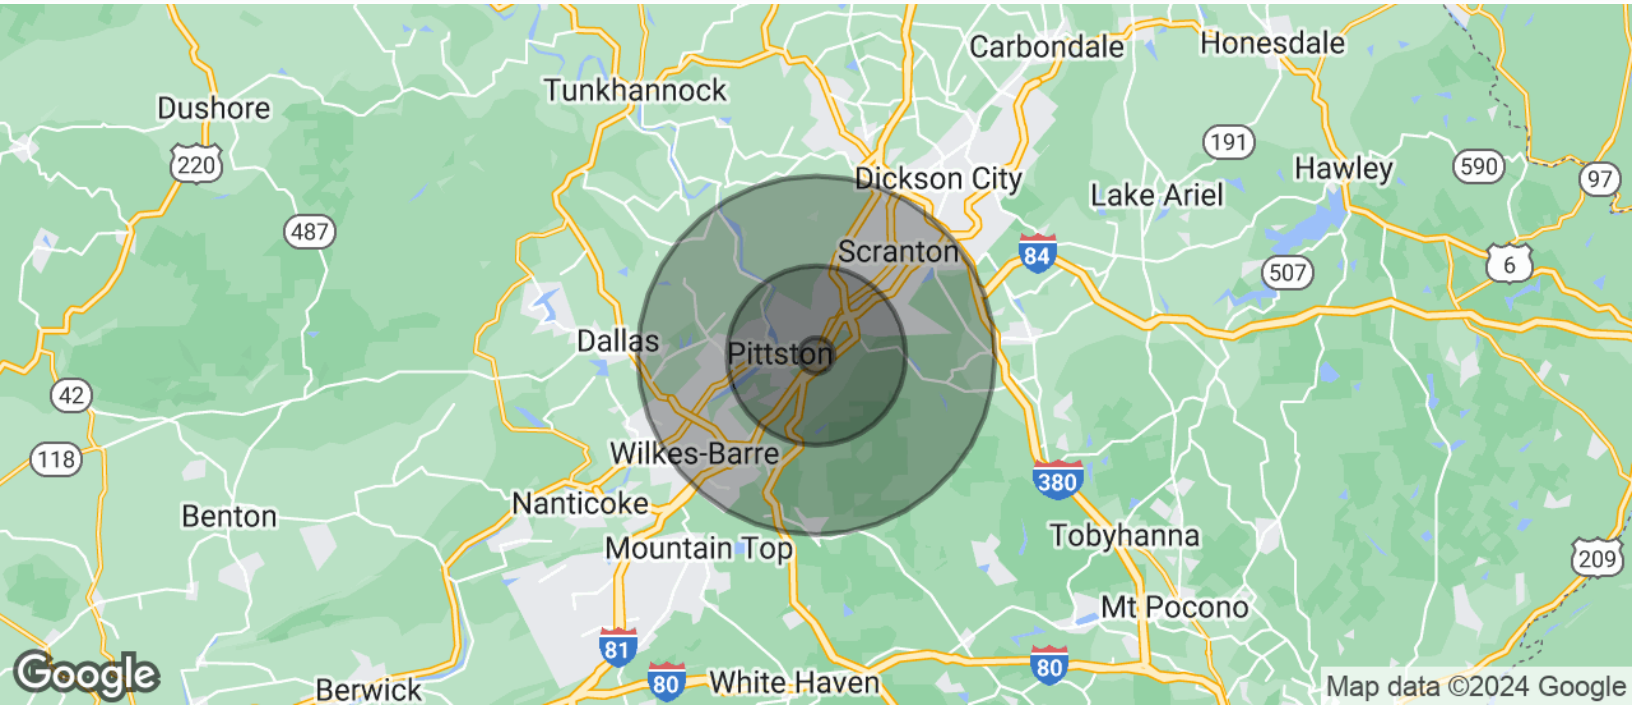 Carbondale
Honesdale
Tunkhannock
Dushore
191
220
Hawley
590
Dickson City
97
Lake Ariel
487
Scranton
84
6
507
Dallas
Pittston
42
Wilkes-Barre
118
380
Nanticoke
Benton
Tobyhanna
Mountain Top
209
Mt Pocono
81
80
Google
80
White Haven
Berwick
Map data ©2024 Google